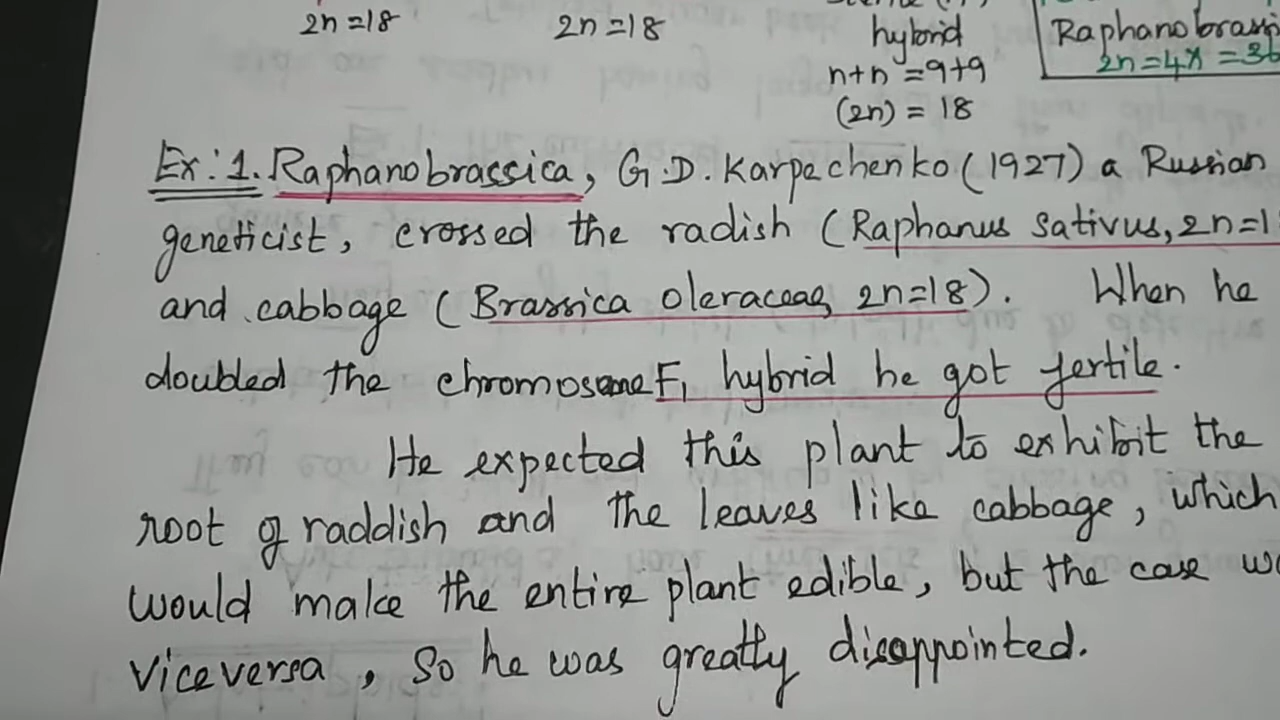 2n=18 2n=18 hybrid Raphanobrassi
n+n =9+9 2n=4x=36
(2n) = 18
Ex:1. Raphanobrassica, G.D. Karpechenko (1927) a Russian
geneticist, crossed the radish (Raphanus sativus, 2n=1
and cabbage (Brassica oleraceae, 2n=18). When he
doubled the chromosome F1 hybrid he got fertile.
He expected this plant to exhibit the
root of raddish and the leaves like cabbage, which
would make the entire plant edible, but the case
viceversa, So he was greatly disappointed.